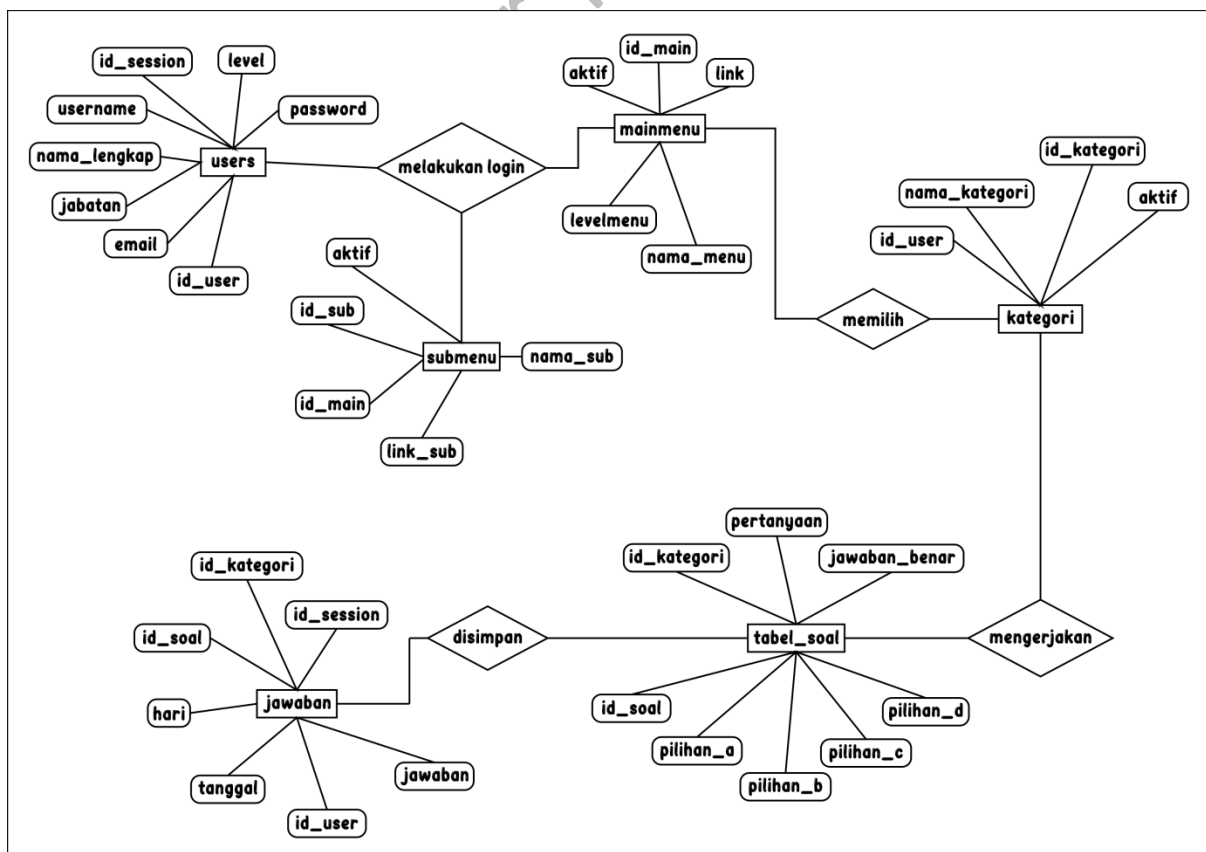 id_session
level
username
password
nama_lengkap
users
jabatan
email
id_user
melakukan login
id_main
aktif
link
mainmenu
levelmenu
nama_menu
id_kategori
nama_kategori
aktif
id_user
kategori
memilih
aktif
id_sub
submenu
nama_sub
id_main
link_sub
pertanyaan
id_kategori
jawaban_benar
tabel_soal
mengerjakan
id_soal
pilihan_a
pilihan_b
pilihan_c
pilihan_d
disimpan
id_kategori
id_session
id_soal
jawaban
hari
tanggal
id_user
jawaban